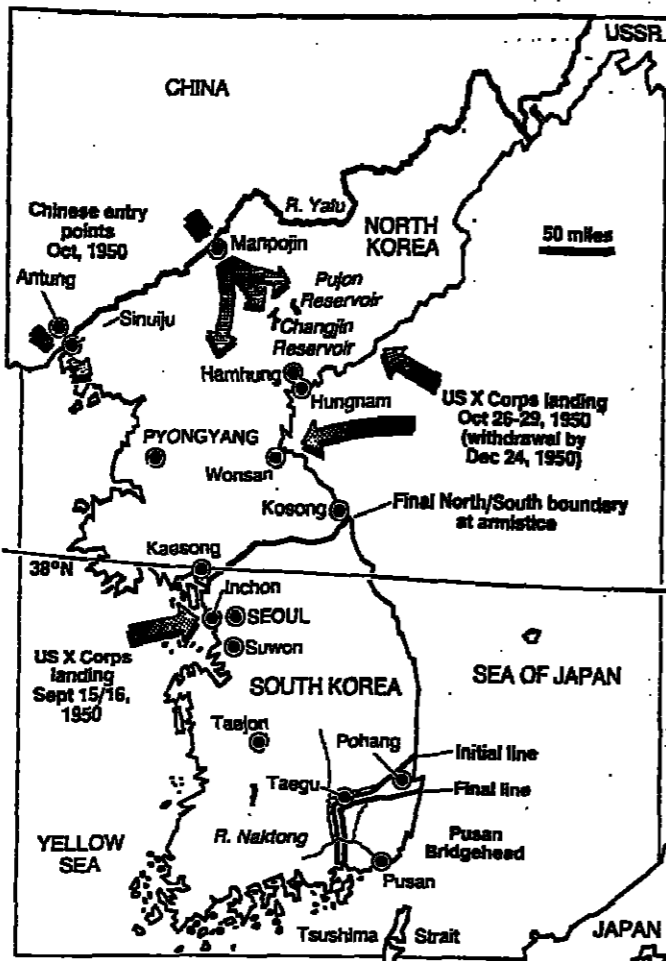 USSR
CHINA
R. Yalu
Chinese entry
points
Oct, 1950
Manpojin
NORTH
KOREA
50 miles
Antung
Sinuiju
Pujon
Reservoir
Changjin
Reservoir
Hamhung
Hungnam
US X Corps landing
Oct 26-29, 1950
(withdrawal by
Dec 24, 1950)
PYONGYANG
Wonsan
Kosong
Final North/South boundary
at armistice
Kaesong
38°N
Inchon
SEOUL
Suwon
US X Corps
landing
Sept 15/16,
1950
SOUTH KOREA
SEA OF JAPAN
Taejon
Pohang
Initial line
Taegu
Final line
R. Naktong
Pusan
Bridgehead
YELLOW
SEA
Pusan
Tsushima Strait
JAPAN